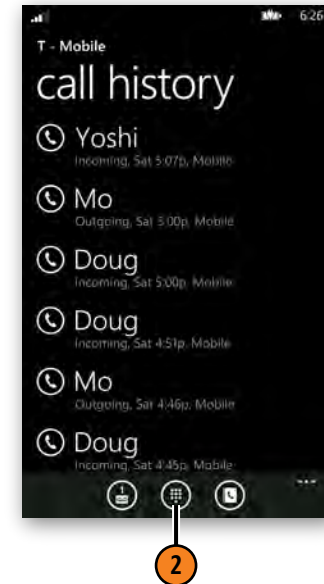 6:26
T - Mobile
call history
Yoshi
Incoming, Sat 5:07p, Mobile
Mo
Outgoing, Sat 5:00p, Mobile
Doug
Incoming, Sat 5:00p, Mobile
Doug
Incoming, Sat 4:51p, Mobile
Mo
Outgoing, Sat 4:46p, Mobile
Doug
Incoming, Sat 4:45p, Mobile
1
2